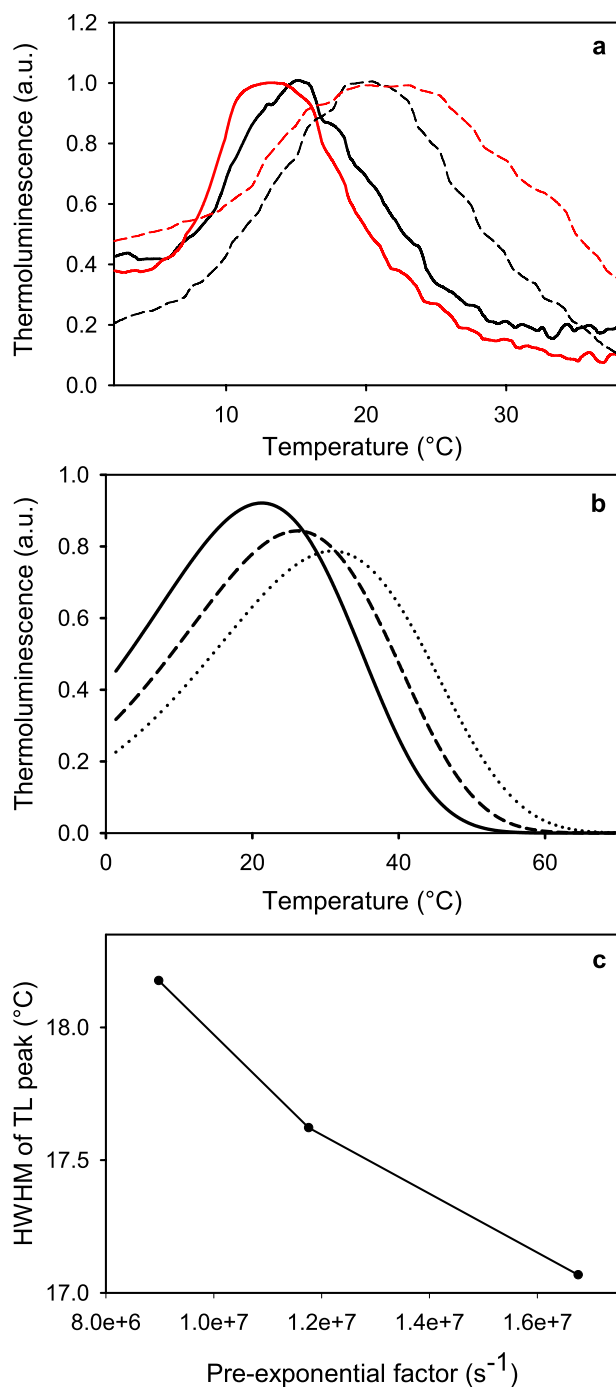 a
1.2
1.0
0.8
0.6
0.4
0.2
0.0
Thermoluminescence (a.u.)
10 20 30
Temperature (°C)
b
1.0
0.8
0.6
0.4
0.2
0.0
Thermoluminescence (a.u.)
0 20 40 60
Temperature (°C)
c
18.0
17.5
17.0
HWHM of TL peak (°C)
8.0e+6 1.0e+7 1.2e+7 1.4e+7 1.6e+7
Pre-exponential factor (s⁻¹)